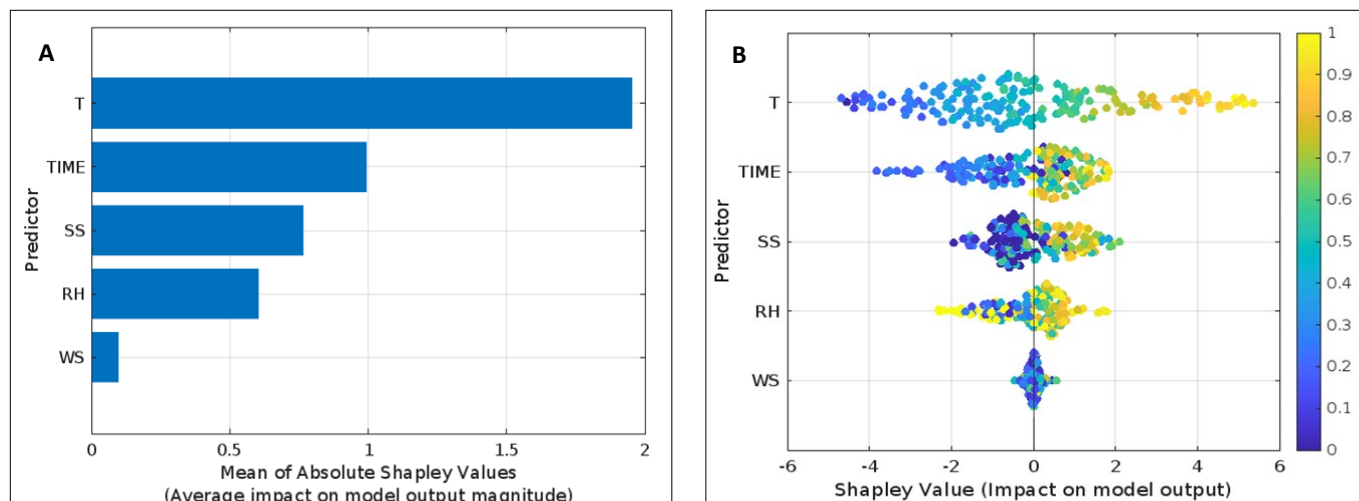 A
Predictor
T
TIME
SS
RH
WS
0 0.5 1 1.5 2
Mean of Absolute Shapley Values
(Average impact on model output magnitude)
B
Predictor
T
TIME
SS
RH
WS
-6 -4 -2 0 2 4 6
Shapley Value (Impact on model output)
1
0.9
0.8
0.7
0.6
0.5
0.4
0.3
0.2
0.1
0